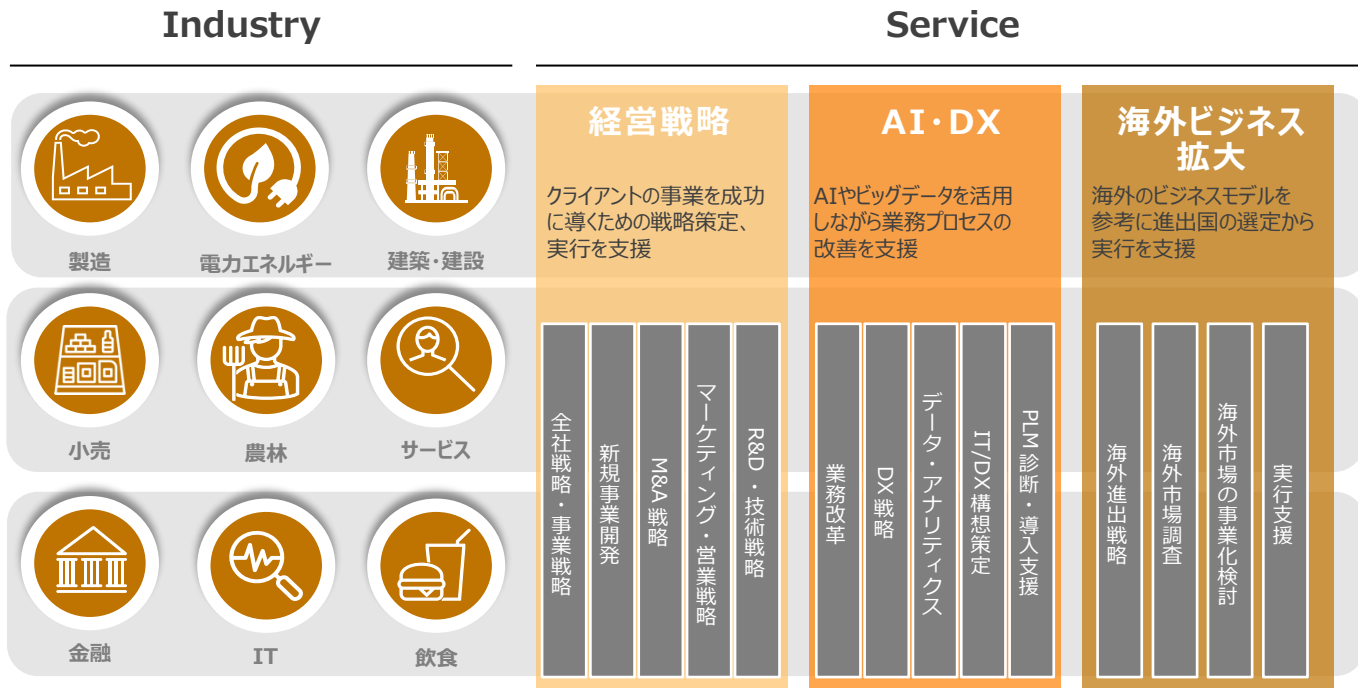 Industry
Service
製造
電力エネルギー
建築・建設
小売
農林
サービス
金融
IT
飲食
経営戦略
クライアントの事業を成功
に導くための戦略策定、
実行を支援
全社戦略・事業戦略
新規事業開発
M&A 戦略
マーケティング・営業戦略
R&D・技術戦略
AI・DX
AIやビッグデータを活用
しながら業務プロセスの
改善を支援
業務改革
DX 戦略
データ・アナリティクス
IT/DX 構想策定
PLM 診断・導入支援
海外ビジネス
拡大
海外のビジネスモデルを
参考に進出国の選定から
実行を支援
海外進出戦略
海外市場調査
海外市場の事業化検討
実行支援